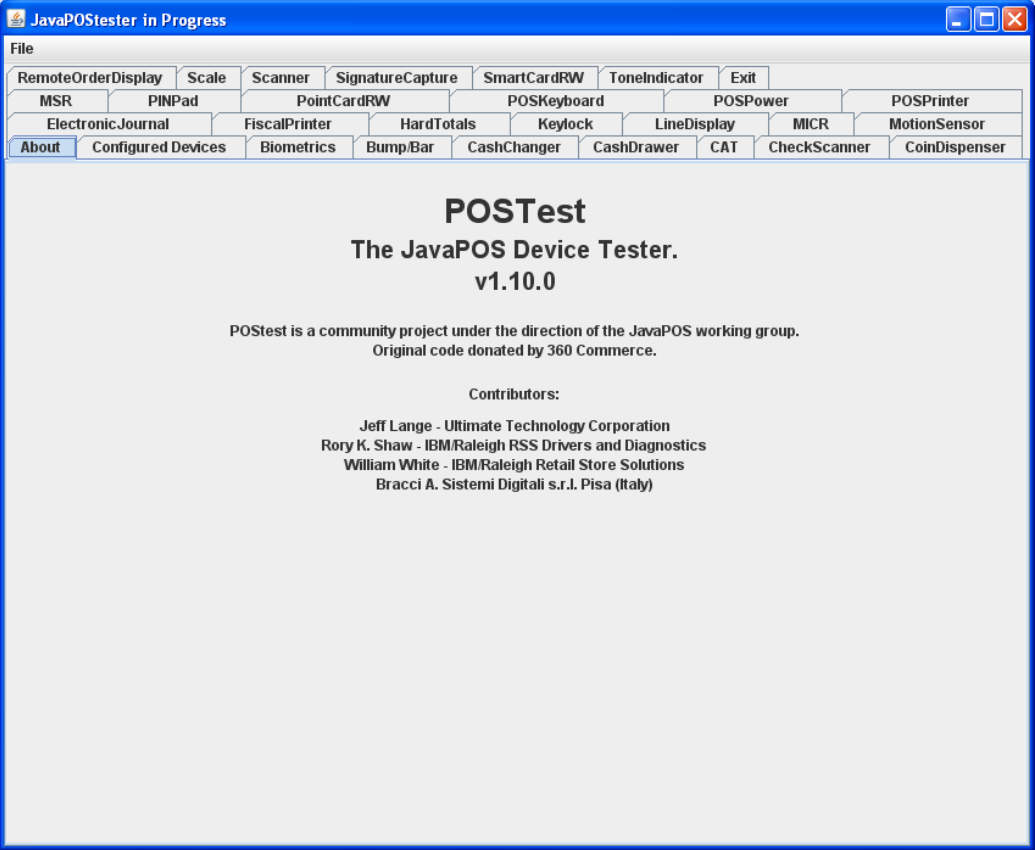 JavaPOStester in Progress
File
RemoteOrderDisplay Scale Scanner SignatureCapture SmartCardRW ToneIndicator Exit
MSR PINPad PointCardRW POSKeyboard POSPower POSPrinter
ElectronicJournal FiscalPrinter HardTotals Keylock LineDisplay MICR MotionSensor
About Configured Devices Biometrics Bump/Bar CashChanger CashDrawer CAT CheckScanner CoinDispenser
POSTest
The JavaPOS Device Tester.
v1.10.0
POStest is a community project under the direction of the JavaPOS working group.
Original code donated by 360 Commerce.
Contributors:
Jeff Lange - Ultimate Technology Corporation
Rory K. Shaw - IBM/Raleigh RSS Drivers and Diagnostics
William White - IBM/Raleigh Retail Store Solutions
Bracci A. Sistemi Digitali s.r.l. Pisa (Italy)